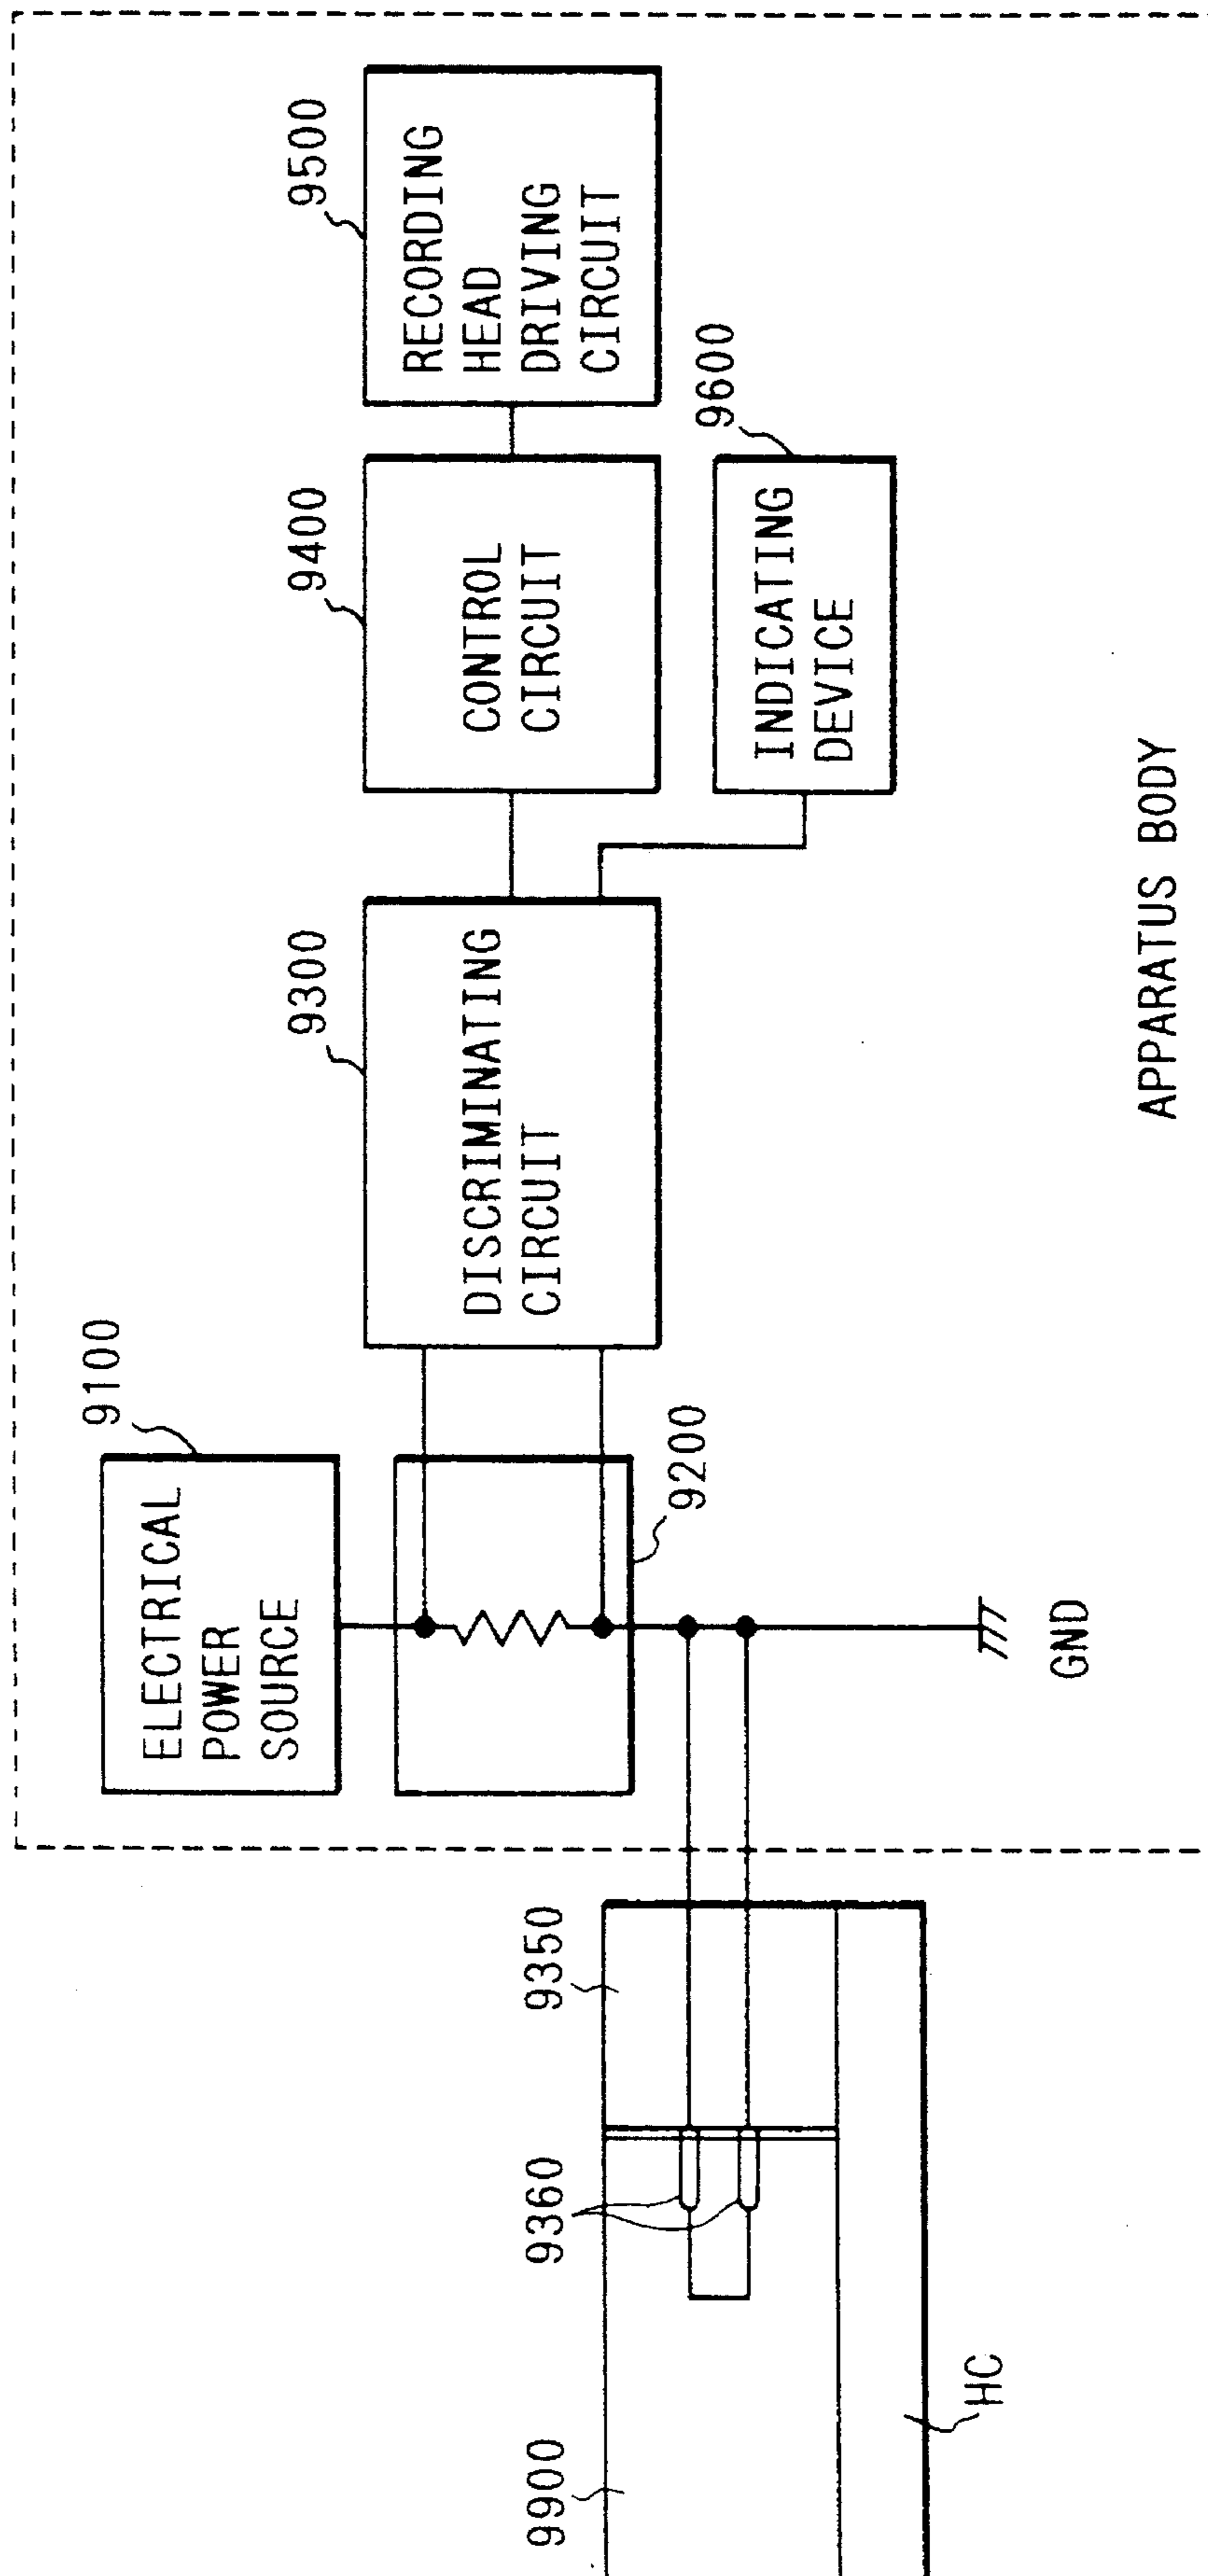 9100
ELECTRICAL
POWER
SOURCE
9200
9300
DISCRIMINATING
CIRCUIT
9400
CONTROL
CIRCUIT
9500
RECORDING
HEAD
DRIVING
CIRCUIT
9600
INDICATING
DEVICE
9900
9360
9350
HC
GND
APPARATUS BODY